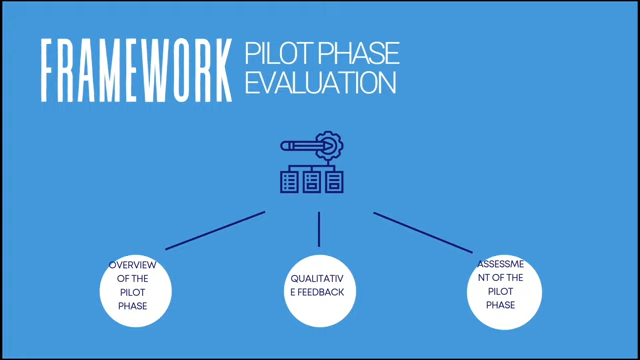 FRAMEWORK
PILOT PHASE
EVALUATION
OVERVIEW
OF THE
PILOT
PHASE
QUALITATIV
E FEEDBACK
ASSESSME
NT OF THE
PILOT
PHASE